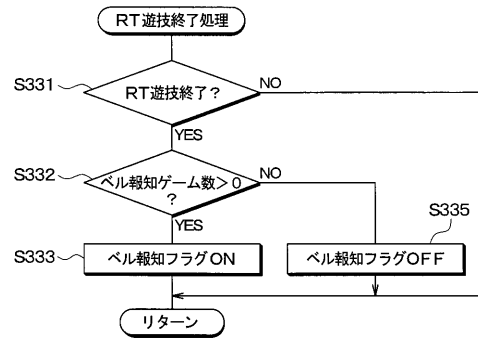 RT遊技終了処理
S331
RT遊技終了?
NO
YES
S332
ベル報知ゲーム数>0
?
NO
YES
S335
S333
ベル報知フラグON
ベル報知フラグOFF
リターン